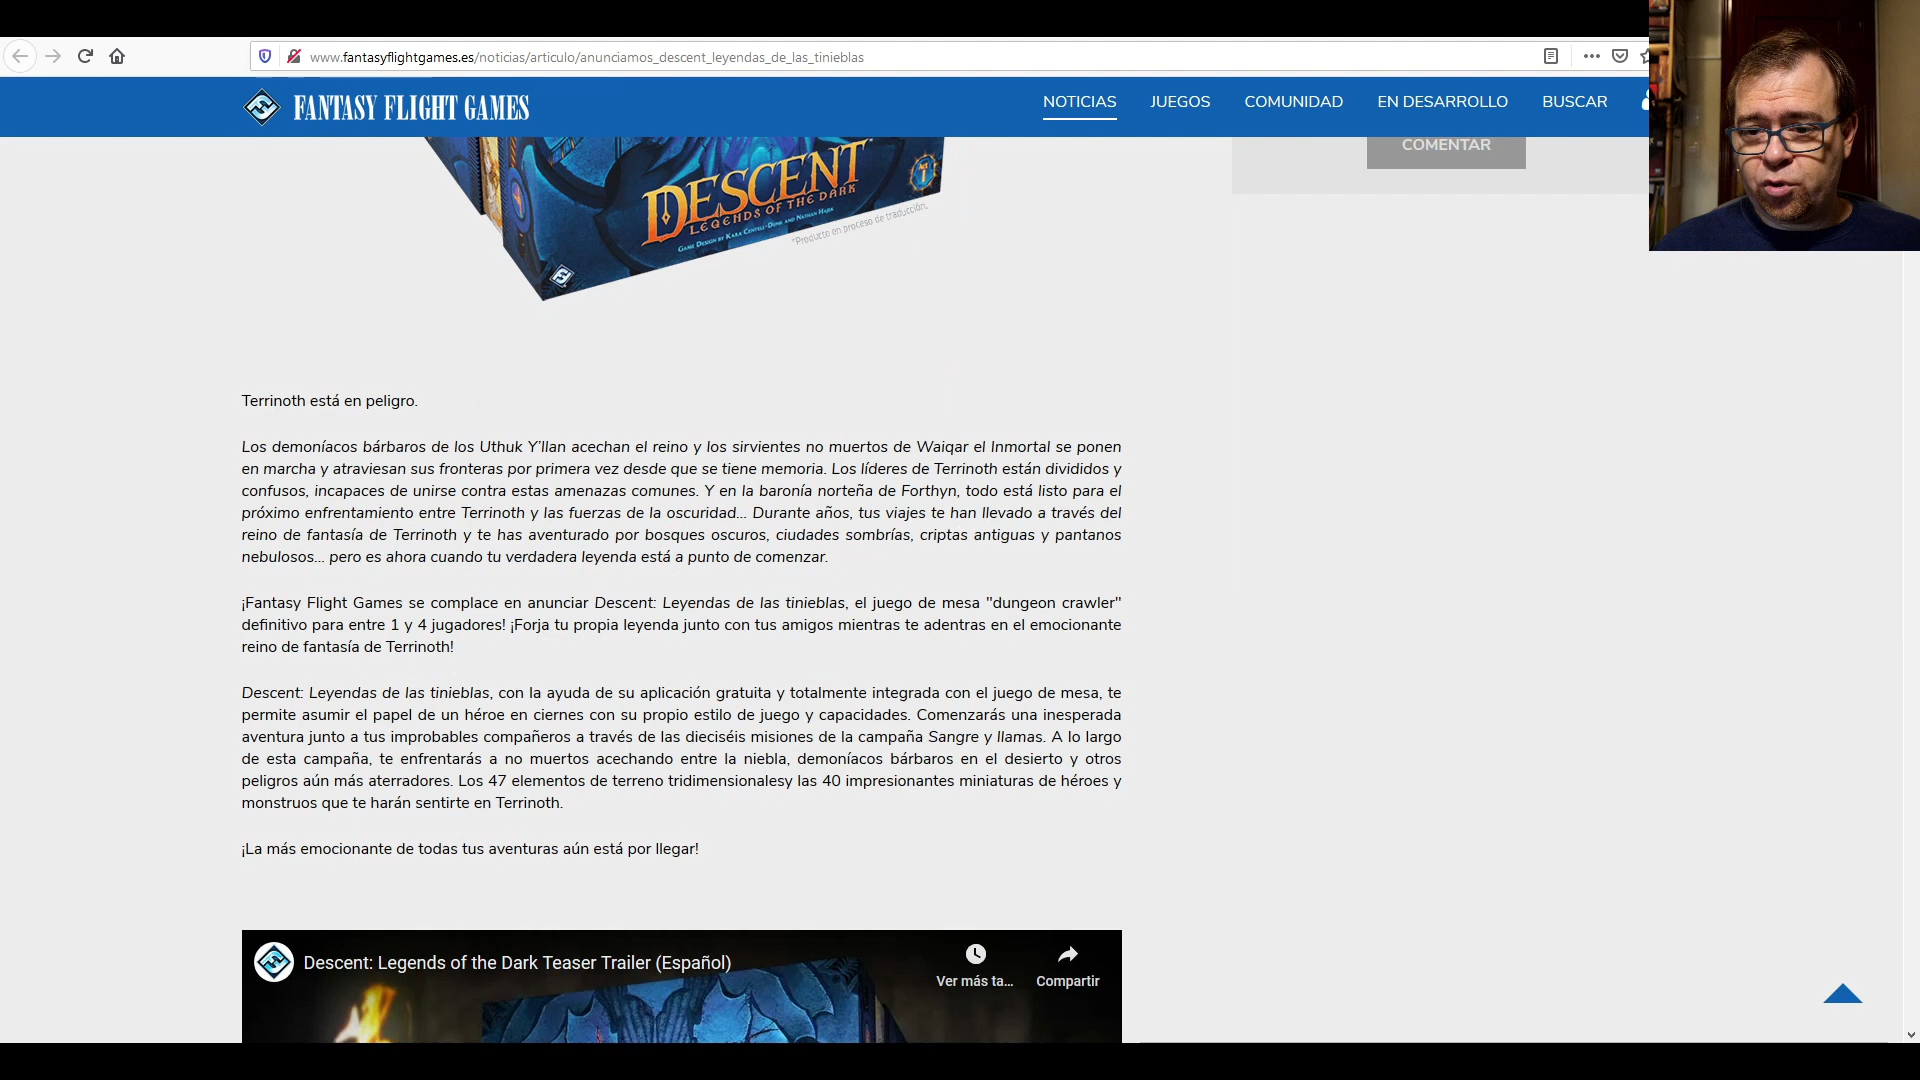 www.fantasyflightgames.es/noticias/articulo/anunciamos_descent_leyendas_de_las_tinieblas
FANTASY FLIGHT GAMES
NOTICIAS
JUEGOS
COMUNIDAD
EN DESARROLLO
BUSCAR
COMENTAR
DESCENT
LEGENDS OF THE DARK
GAME DESIGN BY KARA CENTELL-DUNK AND NATHAN HAJEK
ACT I
*Producto en proceso de traducción.
Terrinoth está en peligro.
Los demoníacos bárbaros de los Uthuk Y’llan acechan el reino y los sirvientes no muertos de Waiqar el Inmortal se ponen
en marcha y atraviesan sus fronteras por primera vez desde que se tiene memoria. Los líderes de Terrinoth están divididos y
confusos, incapaces de unirse contra estas amenazas comunes. Y en la baronía norteña de Forthyn, todo está listo para el
próximo enfrentamiento entre Terrinoth y las fuerzas de la oscuridad... Durante años, tus viajes te han llevado a través del
reino de fantasía de Terrinoth y te has aventurado por bosques oscuros, ciudades sombrías, criptas antiguas y pantanos
nebulosos... pero es ahora cuando tu verdadera leyenda está a punto de comenzar.
¡Fantasy Flight Games se complace en anunciar Descent: Leyendas de las tinieblas, el juego de mesa "dungeon crawler"
definitivo para entre 1 y 4 jugadores! ¡Forja tu propia leyenda junto con tus amigos mientras te adentras en el emocionante
reino de fantasía de Terrinoth!
Descent: Leyendas de las tinieblas, con la ayuda de su aplicación gratuita y totalmente integrada con el juego de mesa, te
permite asumir el papel de un héroe en ciernes con su propio estilo de juego y capacidades. Comenzarás una inesperada
aventura junto a tus improbables compañeros a través de las dieciséis misiones de la campaña Sangre y llamas. A lo largo
de esta campaña, te enfrentarás a no muertos acechando entre la niebla, demoníacos bárbaros en el desierto y otros
peligros aún más aterradores. Los 47 elementos de terreno tridimensionalesy las 40 impresionantes miniaturas de héroes y
monstruos que te harán sentirte en Terrinoth.
¡La más emocionante de todas tus aventuras aún está por llegar!
Descent: Legends of the Dark Teaser Trailer (Español)
Ver más ta...
Compartir